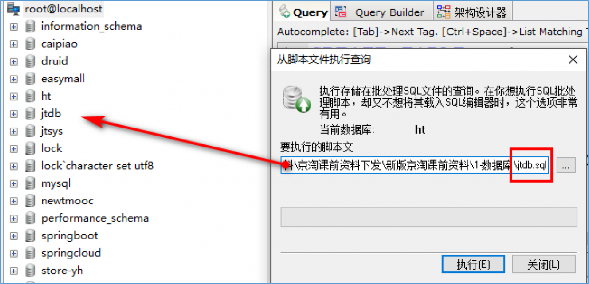 root@localhost
information_schema
caipiao
druid
easymall
ht
jtdb
jtsys
lock
lock`character set utf8
mysql
newtmooc
performance_schema
springboot
springcloud
store-yh
Query
Query Builder
架构设计器
Autocomplete: [Tab]->Next Tag. [Ctrl+Space]->List Matching T
从脚本文件执行查询
执行存储在批处理SQL文件的查询。在你想执行SQL批
处理脚本，却又不想将其载入SQL编辑器时，这个选项非常
有用。
当前数据库: ht
要执行的脚本文
料\京淘课前资料下发\新版京淘课前资料\1-数据库\jtdb.sql
...
执行(E)
关闭(L)